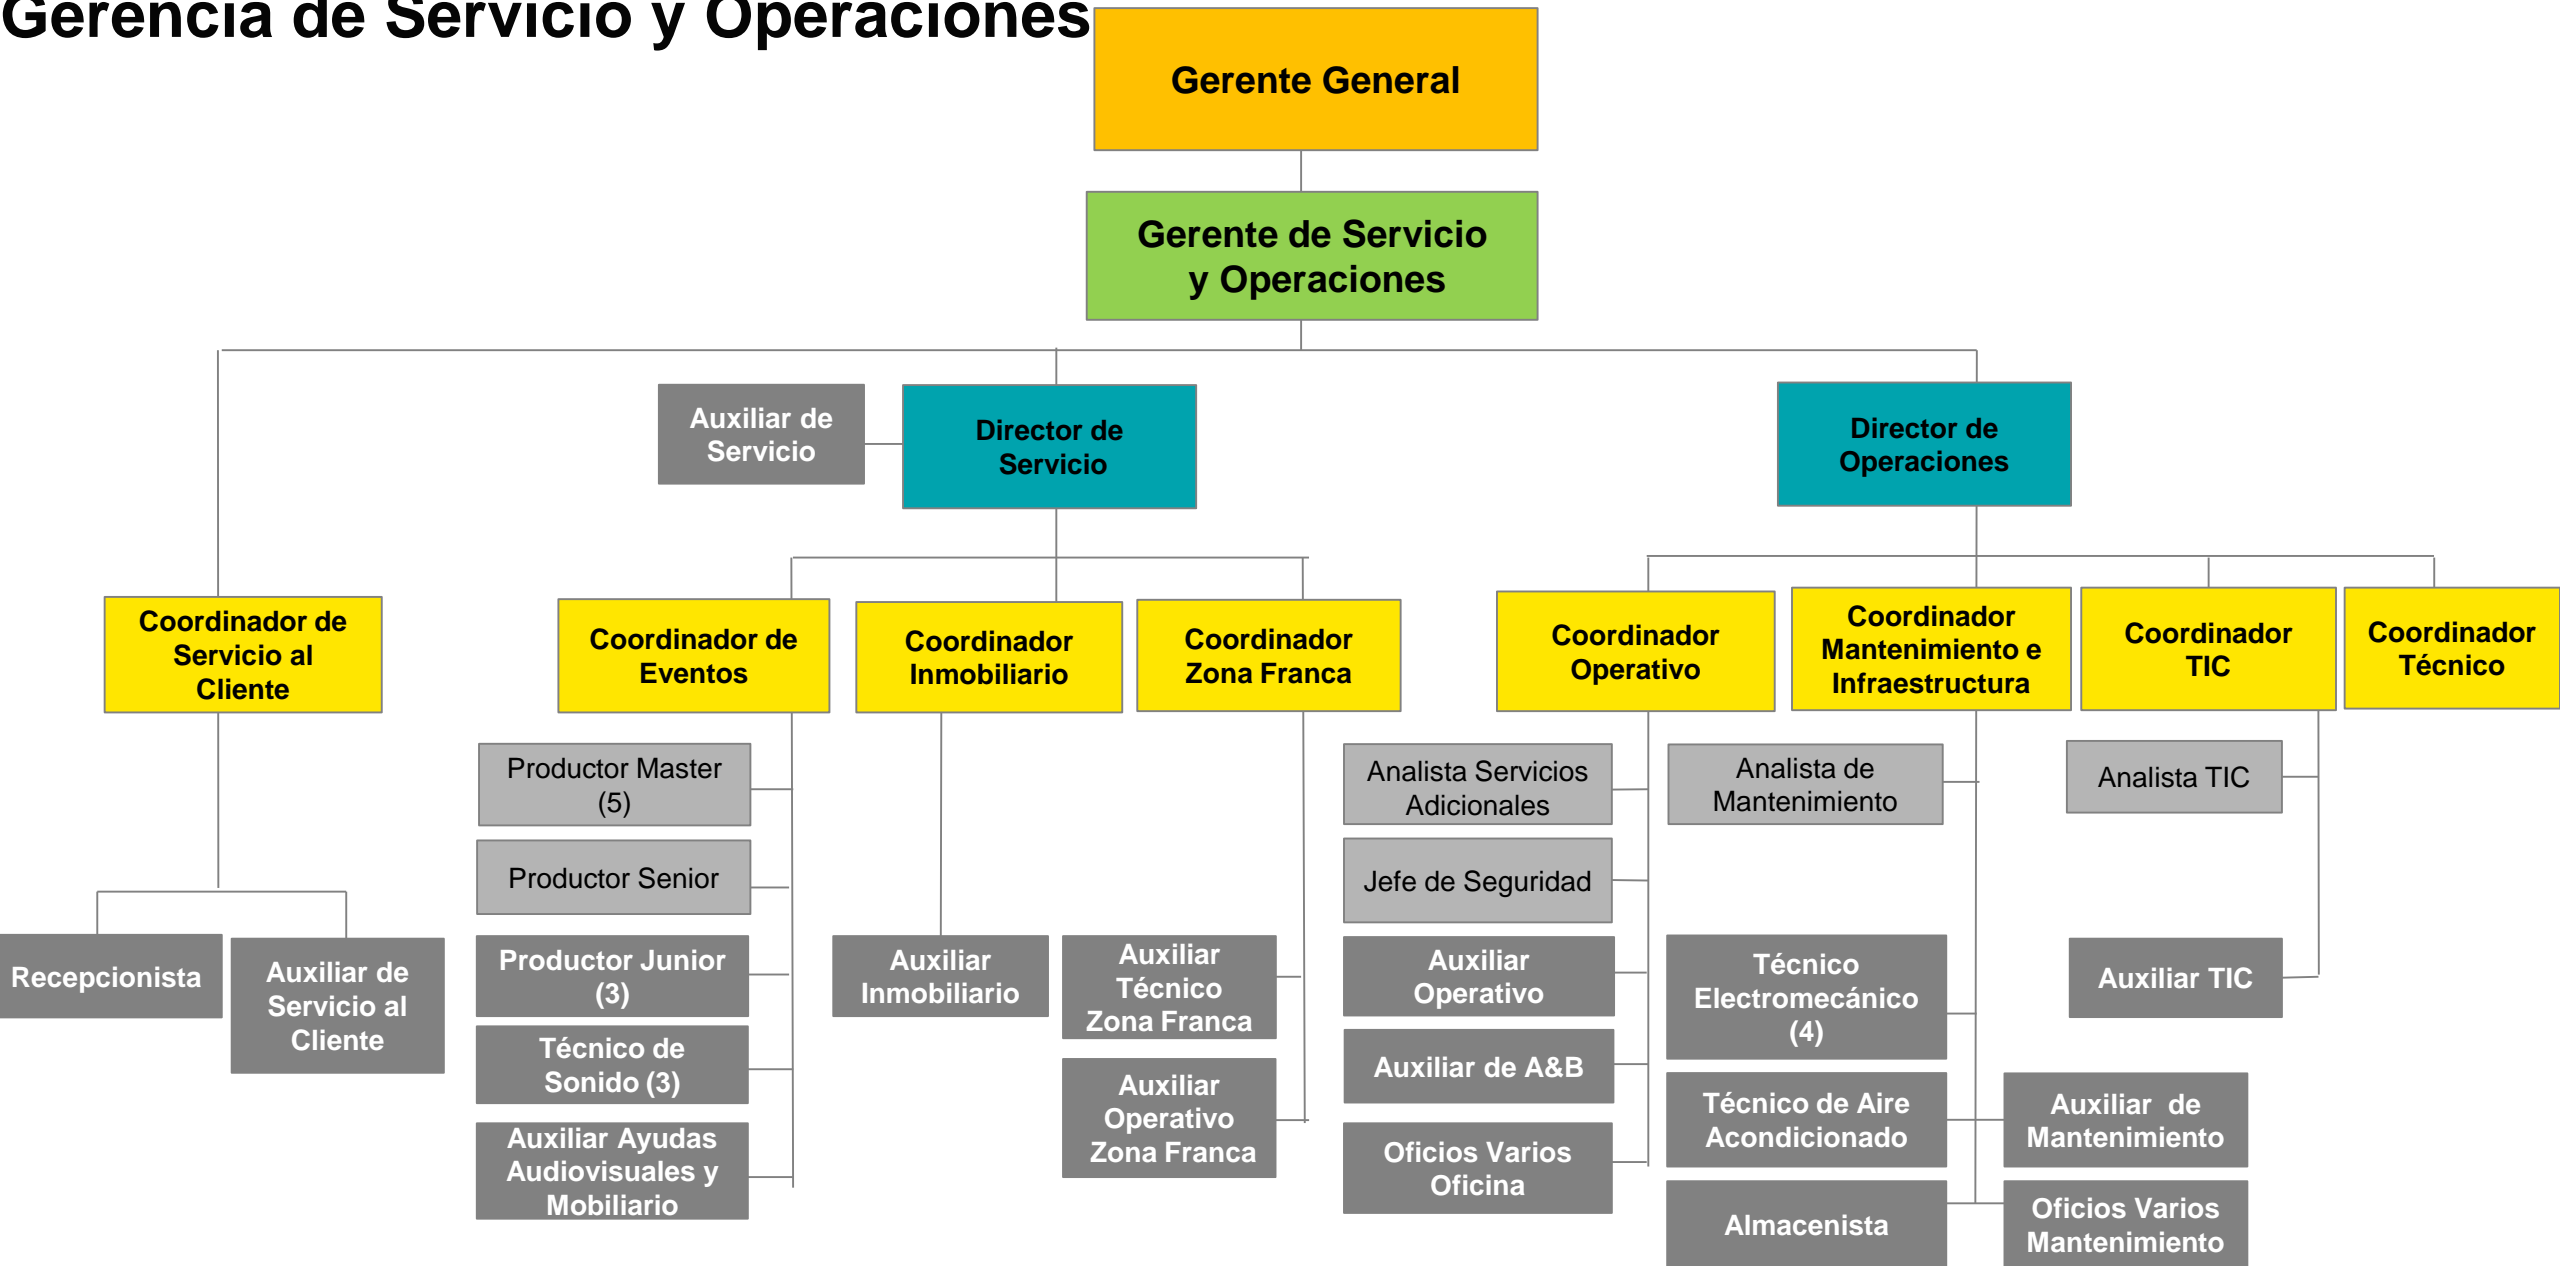 Gerencia de Servicio y Operaciones
Gerente General
Gerente de Servicio
y Operaciones
Auxiliar de
Servicio
Director de
Servicio
Director de
Operaciones
Coordinador de
Servicio al
Cliente
Coordinador de
Eventos
Coordinador
Inmobiliario
Coordinador
Zona Franca
Coordinador
Operativo
Coordinador
Mantenimiento e
Infraestructura
Coordinador
TIC
Coordinador
Técnico
Productor Master
(5)
Productor Senior
Productor Junior
(3)
Técnico de
Sonido (3)
Auxiliar Ayudas
Audiovisuales y
Mobiliario
Recepcionista
Auxiliar de
Servicio al
Cliente
Auxiliar
Inmobiliario
Auxiliar
Técnico
Zona Franca
Auxiliar
Operativo
Zona Franca
Analista Servicios
Adicionales
Jefe de Seguridad
Auxiliar
Operativo
Auxiliar de A&B
Oficios Varios
Oficina
Analista de
Mantenimiento
Técnico
Electromecánico
(4)
Técnico de Aire
Acondicionado
Almacenista
Auxiliar  de
Mantenimiento
Oficios Varios
Mantenimiento
Analista TIC
Auxiliar TIC